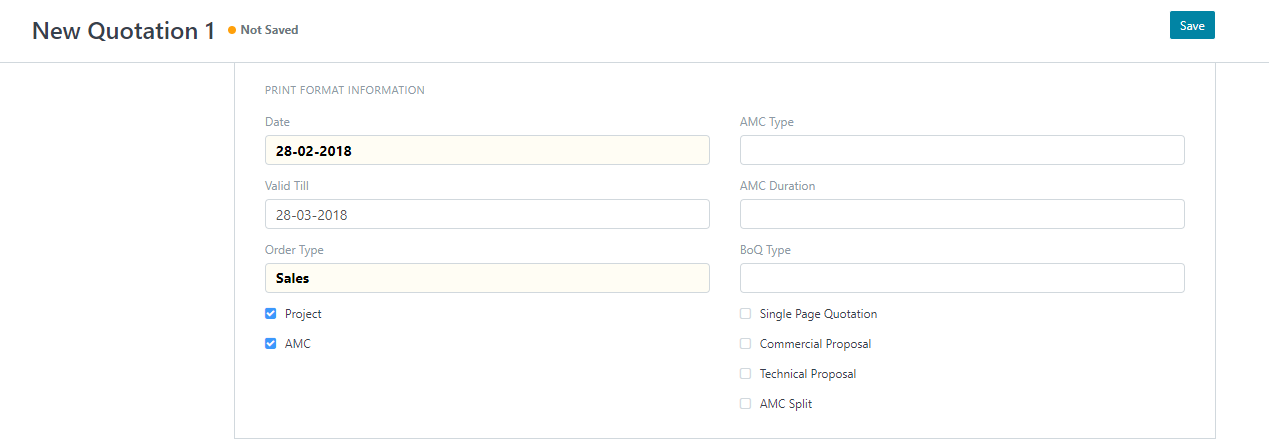 New Quotation 1
Not Saved
Save
PRINT FORMAT INFORMATION
Date
28-02-2018
Valid Till
28-03-2018
Order Type
Sales
Project
AMC
AMC Type
AMC Duration
BoQ Type
Single Page Quotation
Commercial Proposal
Technical Proposal
AMC Split